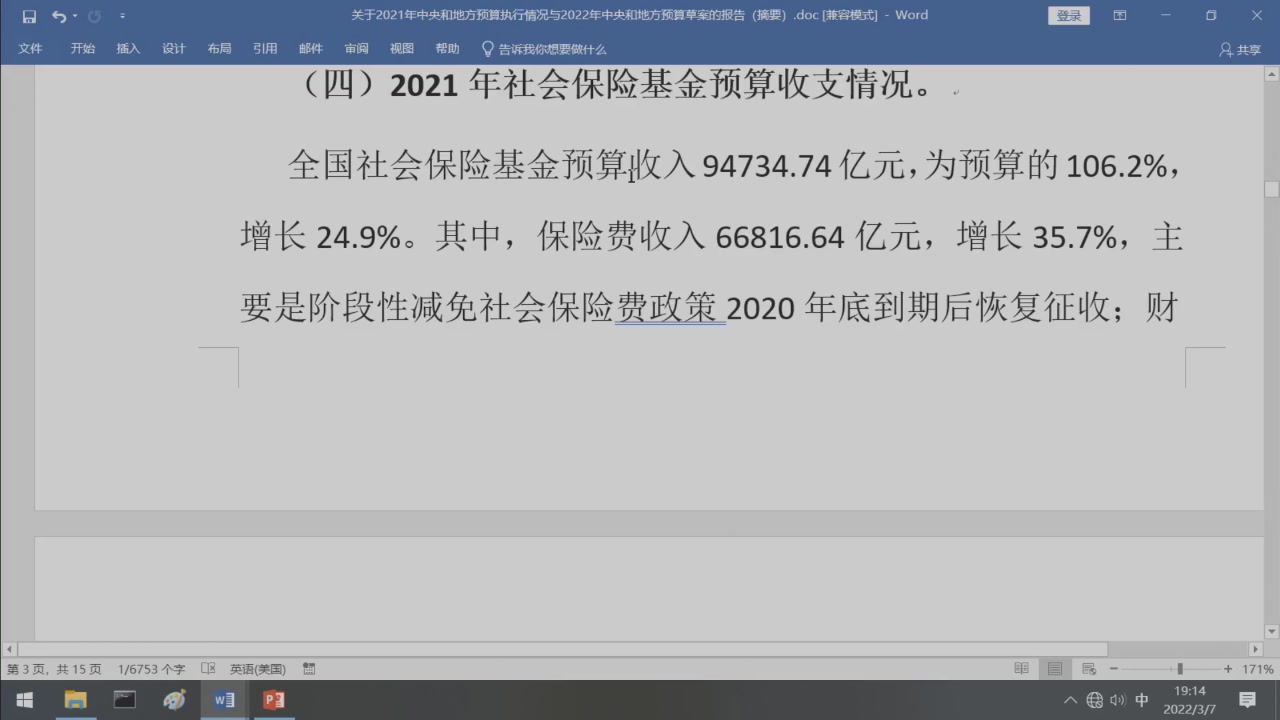 关于2021年中央和地方预算执行情况与2022年中央和地方预算草案的报告（摘要）.doc [兼容模式] - Word
登录
文件 开始 插入 设计 布局 引用 邮件 审阅 视图 帮助 告诉我你想要做什么 共享
（四）2021 年社会保险基金预算收支情况。
全国社会保险基金预算收入 94734.74 亿元，为预算的 106.2%，
增长 24.9%。其中，保险费收入 66816.64 亿元，增长 35.7%，主
要是阶段性减免社会保险费政策 2020 年底到期后恢复征收；财
第 3 页，共 15 页 1/6753 个字 英语(美国) 171%
中 19:14
2022/3/7